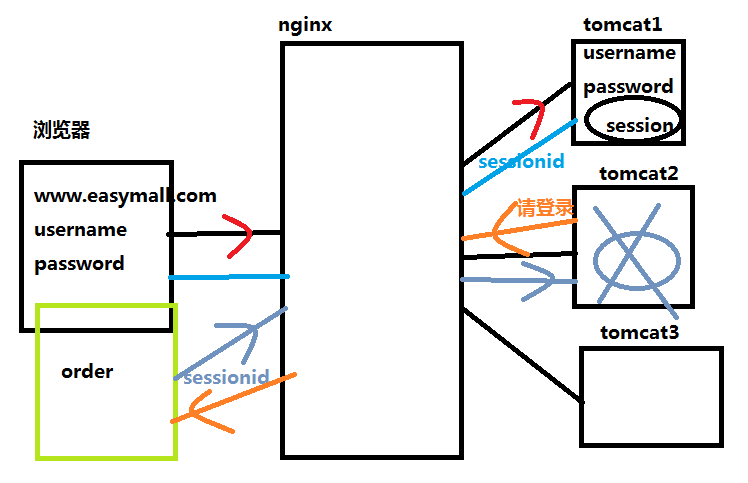 nginx
浏览器
www.easymall.com
username
password
order
sessionid
tomcat1
username
password
session
sessionid
tomcat2
请登录
tomcat3